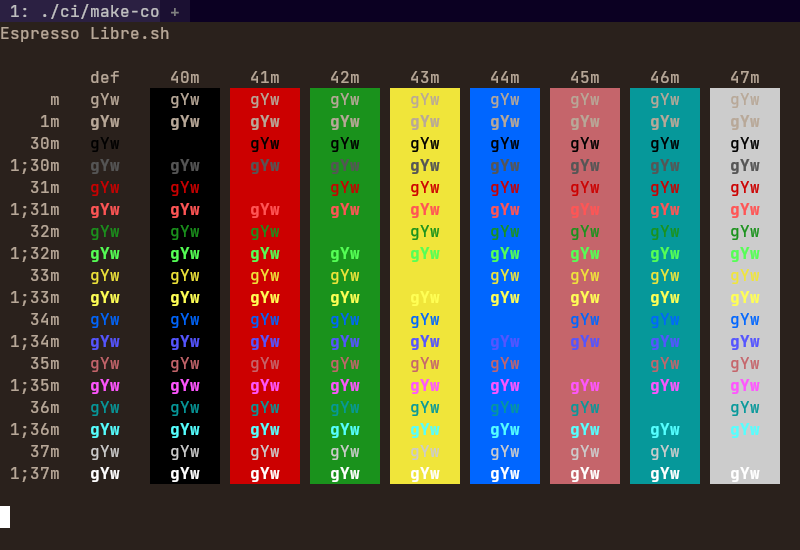 1: ./ci/make-co +
Espresso Libre.sh
def 40m 41m 42m 43m 44m 45m 46m 47m
m gYw gYw gYw gYw gYw gYw gYw gYw gYw
1m gYw gYw gYw gYw gYw gYw gYw gYw gYw
30m gYw gYw gYw gYw gYw gYw gYw gYw
1;30m gYw gYw gYw gYw gYw gYw gYw gYw gYw
31m gYw gYw gYw gYw gYw gYw gYw gYw
1;31m gYw gYw gYw gYw gYw gYw gYw gYw gYw
32m gYw gYw gYw gYw gYw gYw gYw gYw
1;32m gYw gYw gYw gYw gYw gYw gYw gYw gYw
33m gYw gYw gYw gYw gYw gYw gYw gYw
1;33m gYw gYw gYw gYw gYw gYw gYw gYw gYw
34m gYw gYw gYw gYw gYw gYw gYw gYw
1;34m gYw gYw gYw gYw gYw gYw gYw gYw gYw
35m gYw gYw gYw gYw gYw gYw gYw gYw
1;35m gYw gYw gYw gYw gYw gYw gYw gYw gYw
36m gYw gYw gYw gYw gYw gYw gYw gYw
1;36m gYw gYw gYw gYw gYw gYw gYw gYw gYw
37m gYw gYw gYw gYw gYw gYw gYw gYw
1;37m gYw gYw gYw gYw gYw gYw gYw gYw gYw